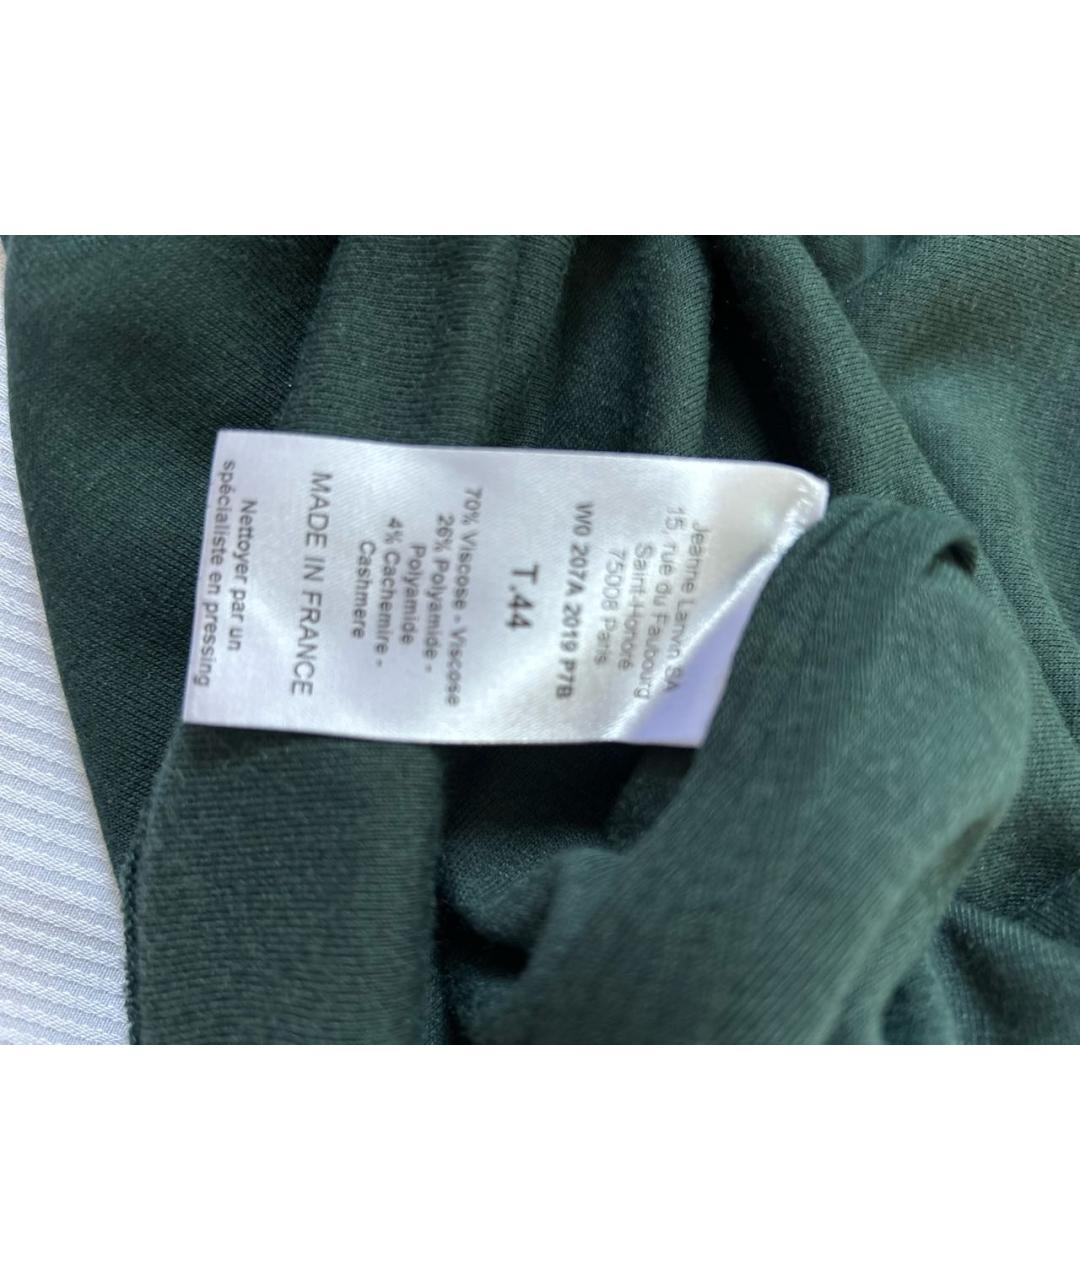 Jeanne Lanvin SA
15, rue du Faubourg
Saint-Honoré
75008 Paris
W0 207A 2019 P7B
T.44
70% Viscose - Viscose
26% Polyamide -
Polyamide
4% Cachemire -
Cashmere
MADE IN FRANCE
Nettoyer par un
spécialiste en pressing